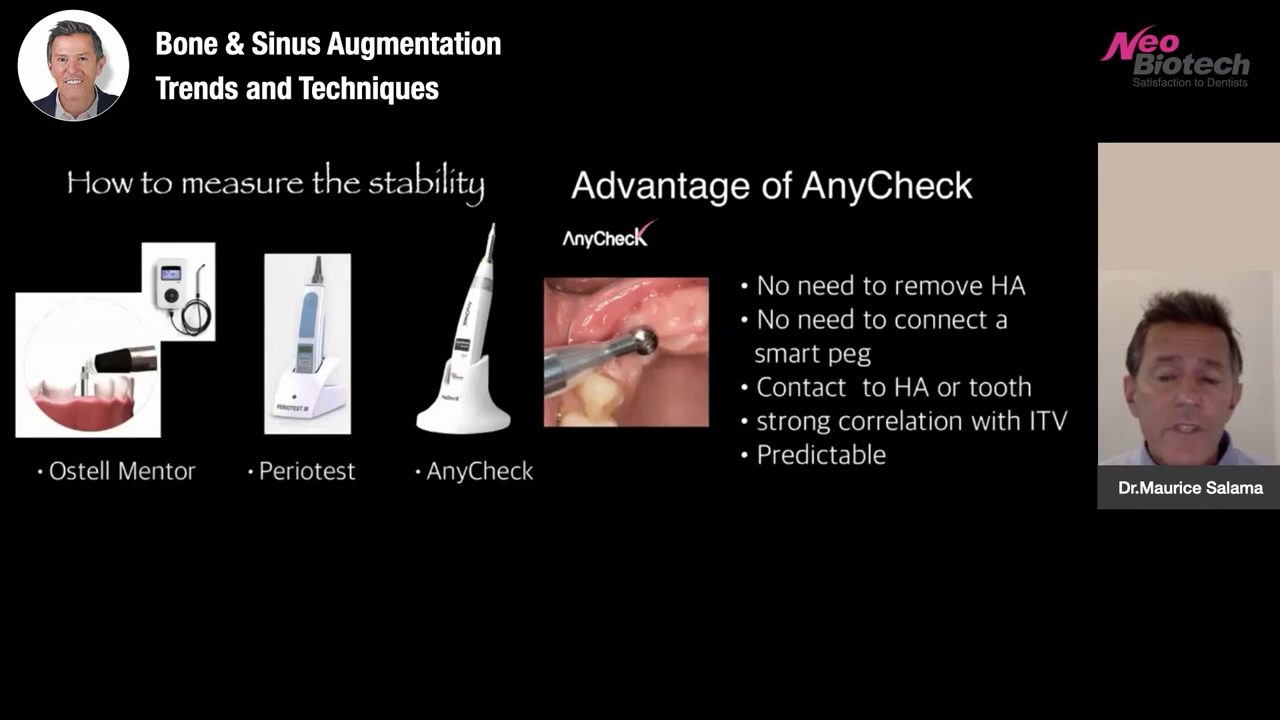 Bone & Sinus Augmentation
Trends and Techniques
Neo
Biotech
Satisfaction to Dentists
How to measure the stability
Advantage of AnyCheck
AnyCheck
• No need to remove HA
• No need to connect a
smart peg
• Contact to HA or tooth
• strong correlation with ITV
• Predictable
PERIOTEST M
• Ostell Mentor
• Periotest
• AnyCheck
Dr.Maurice Salama